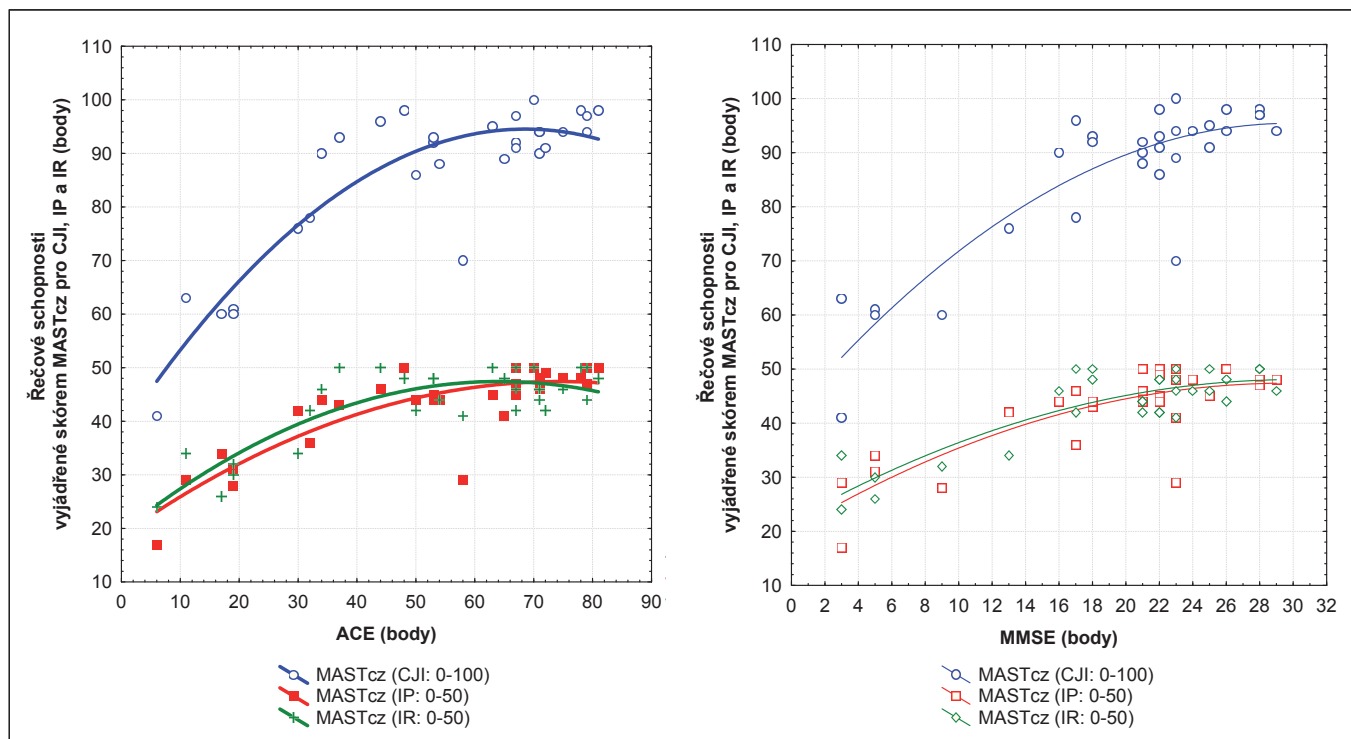 Řečové schopnosti
vyjádřené skórem MASTcz pro CJI, IP a IR (body)
110
100
90
80
70
60
50
40
30
20
10
0 10 20 30 40 50 60 70 80 90
ACE (body)
MASTcz (CJI: 0-100)
MASTcz (IP: 0-50)
MASTcz (IR: 0-50)
Řečové schopnosti
vyjádřené skórem MASTcz pro CJI, IP a IR (body)
110
100
90
80
70
60
50
40
30
20
10
0 2 4 6 8 10 12 14 16 18 20 22 24 26 28 30 32
MMSE (body)
MASTcz (CJI: 0-100)
MASTcz (IP: 0-50)
MASTcz (IR: 0-50)